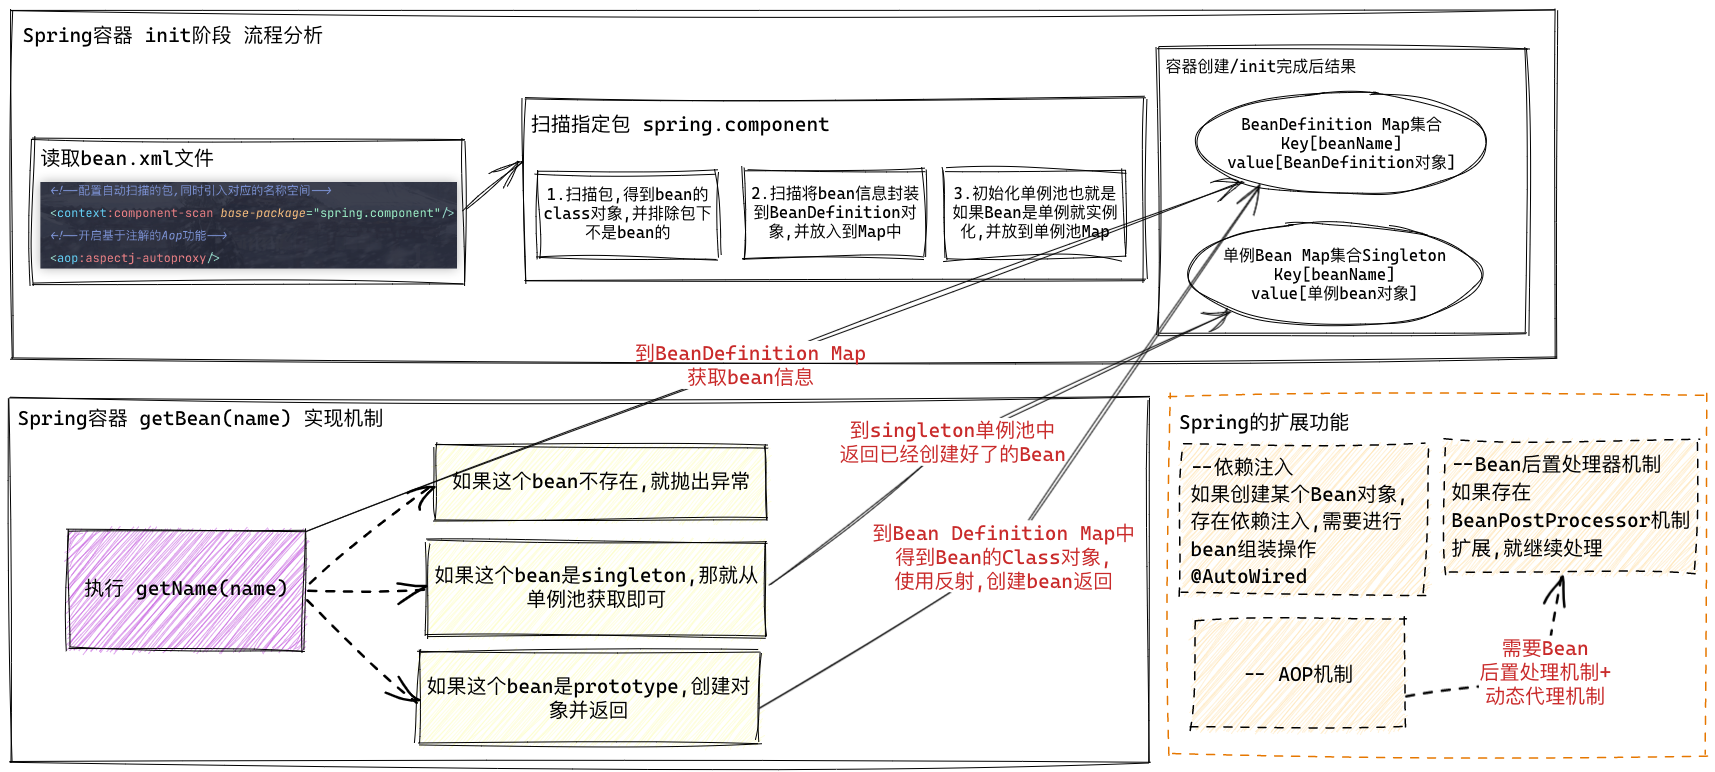 Spring容器 init阶段 流程分析
读取bean.xml文件
<!--配置自动扫描的包,同时引入对应的名称空间-->
<context:component-scan base-package="spring.component"/>
<!--开启基于注解的Aop功能-->
<aop:aspectj-autoproxy/>
扫描指定包 spring.component
1.扫描包,得到bean的
class对象,并排除包下
不是bean的
2.扫描将bean信息封装
到BeanDefinition对
象,并放入到Map中
3.初始化单例池也就是
如果Bean是单例就实例
化,并放到单例池Map
容器创建/init完成后结果
BeanDefinition Map集合
Key[beanName]
value[BeanDefinition对象]
单例Bean Map集合Singleton
Key[beanName]
value[单例bean对象]
到BeanDefinition Map
获取bean信息
Spring容器 getBean(name) 实现机制
执行 getName(name)
如果这个bean不存在,就抛出异常
如果这个bean是singleton,那就从
单例池获取即可
如果这个bean是prototype,创建对
象并返回
到singleton单例池中
返回已经创建好了的Bean
到Bean Definition Map中
得到Bean的Class对象,
使用反射,创建bean返回
Spring的扩展功能
--依赖注入
如果创建某个Bean对象,
存在依赖注入,需要进行
bean组装操作
@AutoWired
--Bean后置处理器机制
如果存在
BeanPostProcessor机制
扩展,就继续处理
-- AOP机制
需要Bean
后置处理机制+
动态代理机制